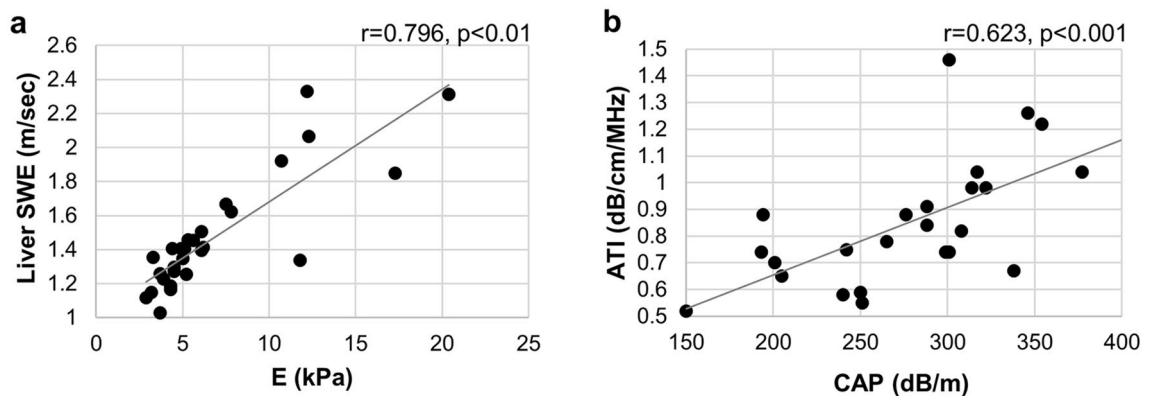 a
r=0.796, p<0.01
Liver SWE (m/sec)
2.6
2.4
2.2
2
1.8
1.6
1.4
1.2
1
0 5 10 15 20 25
E (kPa)
b
r=0.623, p<0.001
ATI (dB/cm/MHz)
1.5
1.4
1.3
1.2
1.1
1
0.9
0.8
0.7
0.6
0.5
150 200 250 300 350 400
CAP (dB/m)